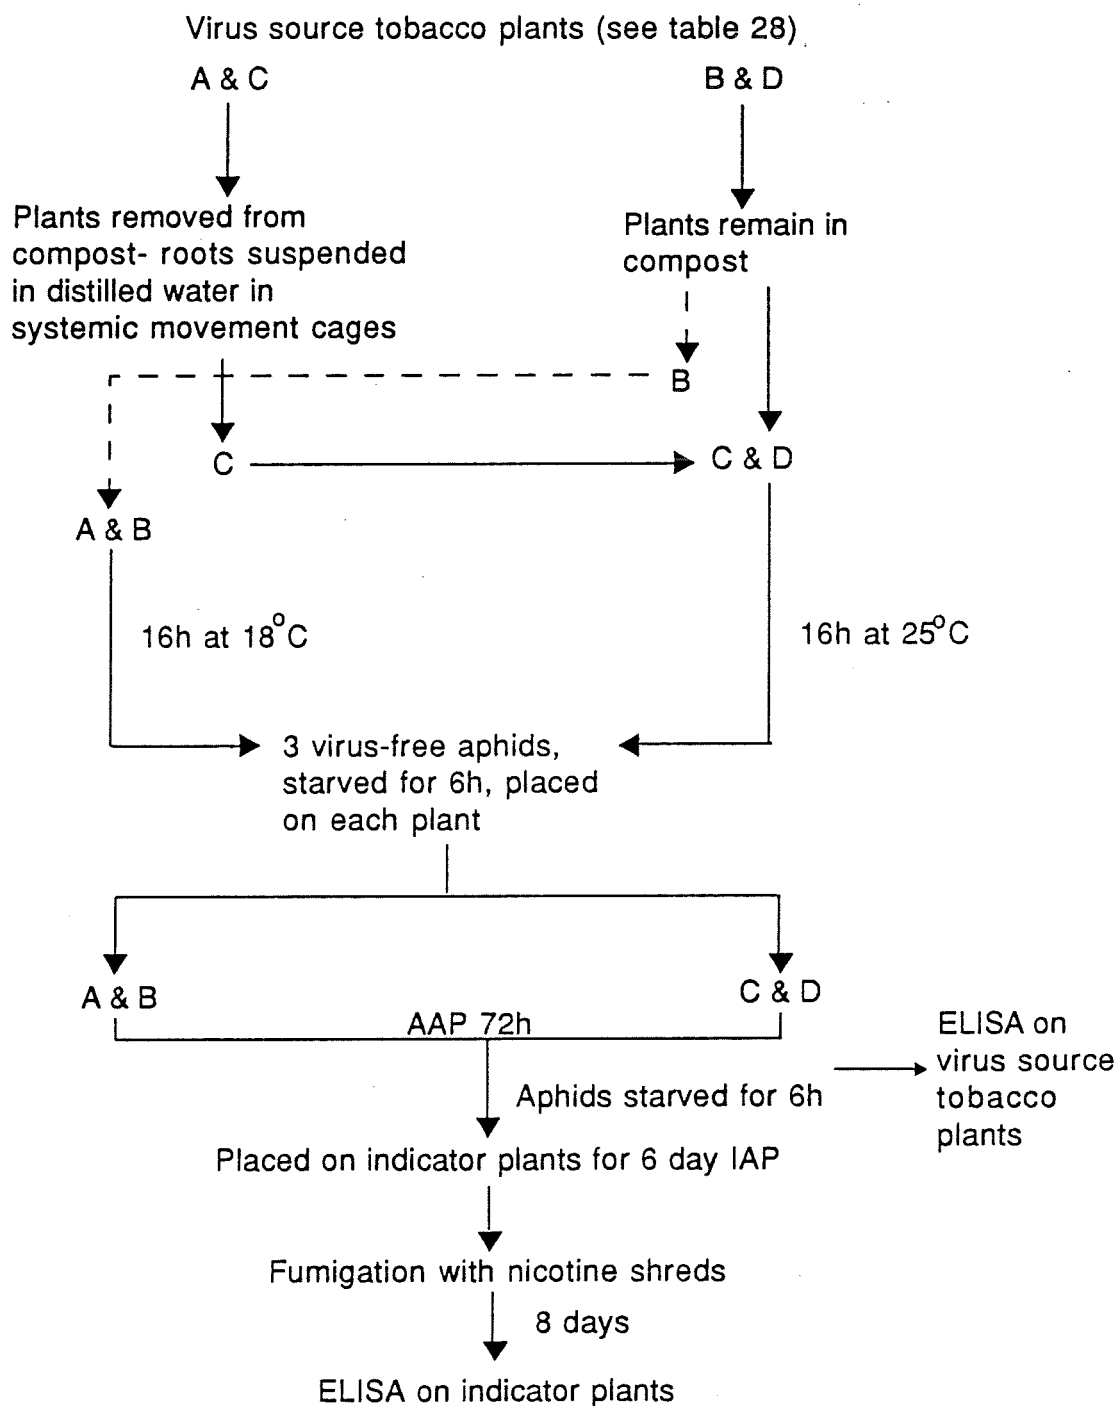 Virus source tobacco plants (see table 28)
A & C
B & D
Plants removed from
compost- roots suspended
in distilled water in
systemic movement cages
Plants remain in
compost
B
C
C & D
A & B
16h at 18°C
16h at 25°C
3 virus-free aphids,
starved for 6h, placed
on each plant
A & B
C & D
AAP 72h
ELISA on
virus source
tobacco
plants
Aphids starved for 6h
Placed on indicator plants for 6 day IAP
Fumigation with nicotine shreds
8 days
ELISA on indicator plants